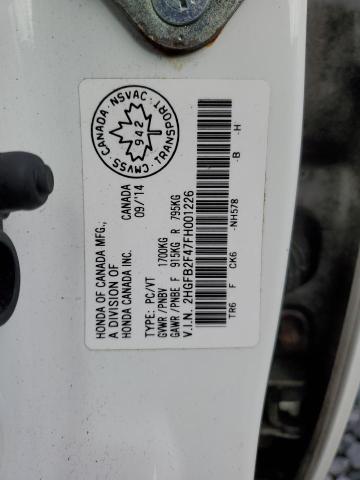 HONDA OF CANADA MFG.,
A DIVISION OF
HONDA CANADA INC.
CANADA
09/'14
CANADA · NSVAC · TRANSPORT · CMVSS
942
TYPE: PC/VT
GVWR /PNBV 1700KG
GAWR /PNBE F 915KG R 795KG
V.I.N. 2HGFB2F47FH001226
TR6 F CK6 -NH578 -B -H